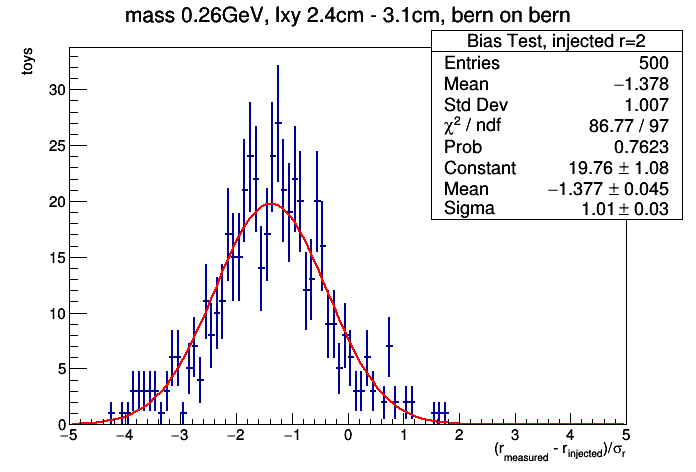 mass 0.26GeV, lxy 2.4cm - 3.1cm, bern on bern
Bias Test, injected r=2
Entries 500
Mean −1.378
Std Dev 1.007
χ² / ndf 86.77 / 97
Prob 0.7623
Constant 19.76 ± 1.08
Mean −1.377 ± 0.045
Sigma 1.01 ± 0.03
toys
30
25
20
15
10
5
0
−5 −4 −3 −2 −1 0 1 2 3 4 5
(r_measured - r_injected)/σ_r